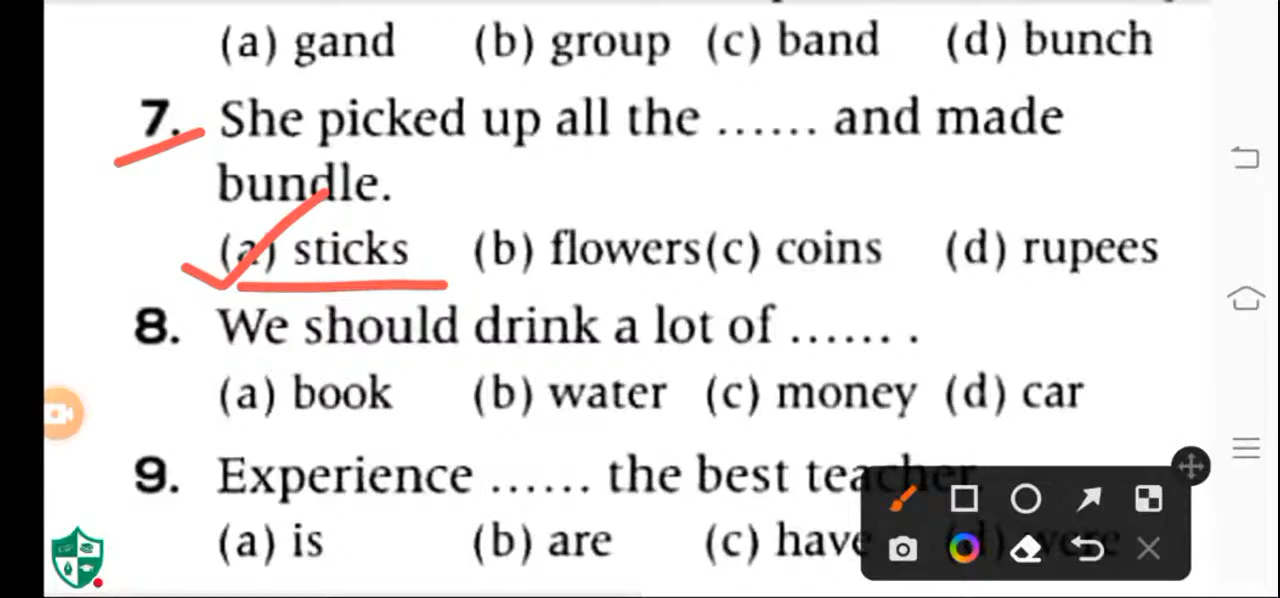 (a) gand (b) group (c) band (d) bunch
7. She picked up all the ...... and made
bundle.
(a) sticks (b) flowers(c) coins (d) rupees
8. We should drink a lot of ...... .
(a) book (b) water (c) money (d) car
9. Experience ...... the best teacher.
(a) is (b) are (c) have (d) were